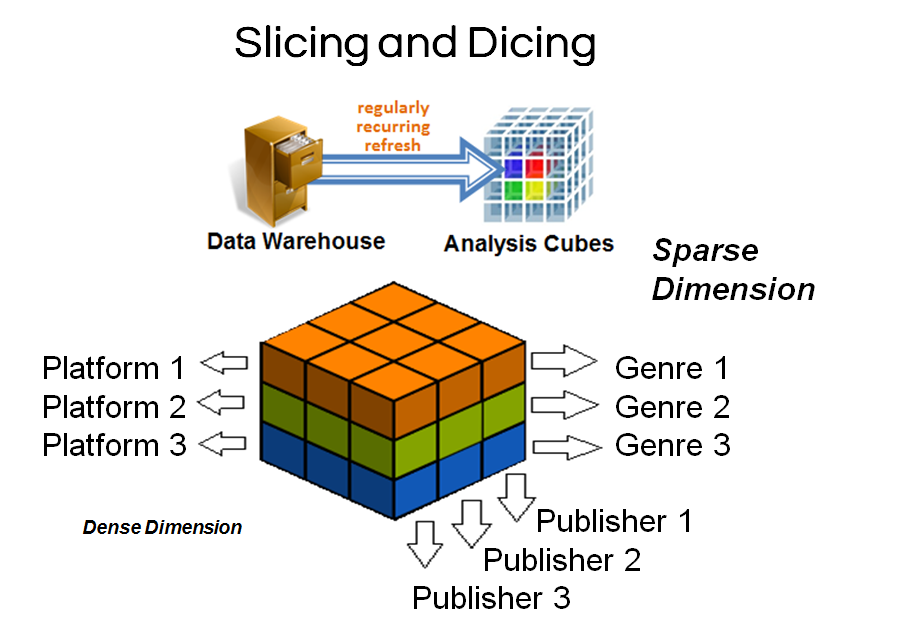 Slicing and Dicing
regularly
recurring
refresh
Data Warehouse
Analysis Cubes
Sparse
Dimension
Platform 1
Platform 2
Platform 3
Genre 1
Genre 2
Genre 3
Dense Dimension
Publisher 1
Publisher 2
Publisher 3